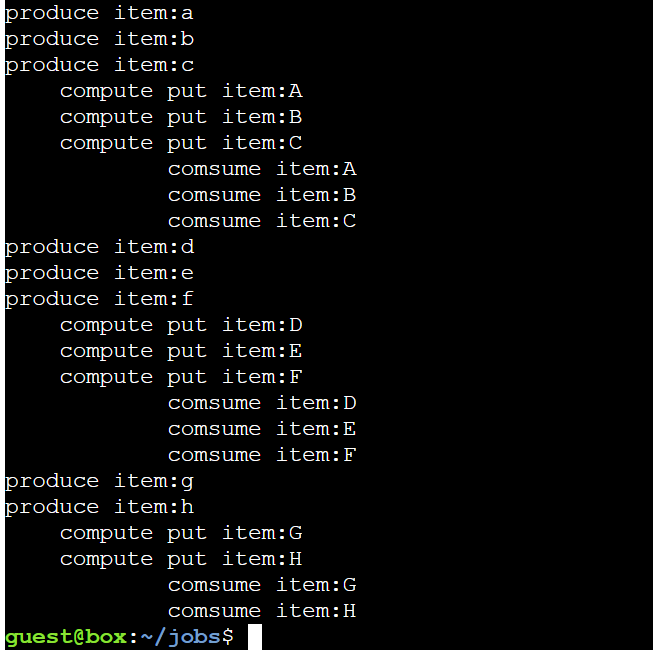 produce item:a
produce item:b
produce item:c
    compute put item:A
    compute put item:B
    compute put item:C
            comsume item:A
            comsume item:B
            comsume item:C
produce item:d
produce item:e
produce item:f
    compute put item:D
    compute put item:E
    compute put item:F
            comsume item:D
            comsume item:E
            comsume item:F
produce item:g
produce item:h
    compute put item:G
    compute put item:H
            comsume item:G
            comsume item:H
guest@box:~/jobs$